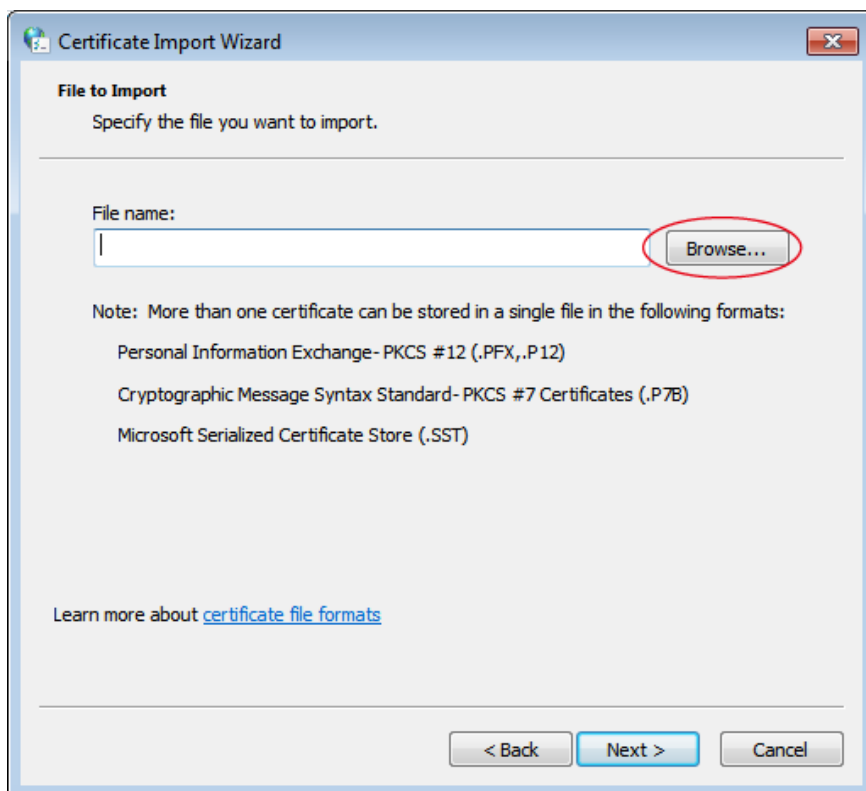 Certificate Import Wizard
File to Import
Specify the file you want to import.
File name:
Browse...
Note:  More than one certificate can be stored in a single file in the following formats:
Personal Information Exchange- PKCS #12 (.PFX,.P12)
Cryptographic Message Syntax Standard- PKCS #7 Certificates (.P7B)
Microsoft Serialized Certificate Store (.SST)
Learn more about certificate file formats
< Back Next > Cancel